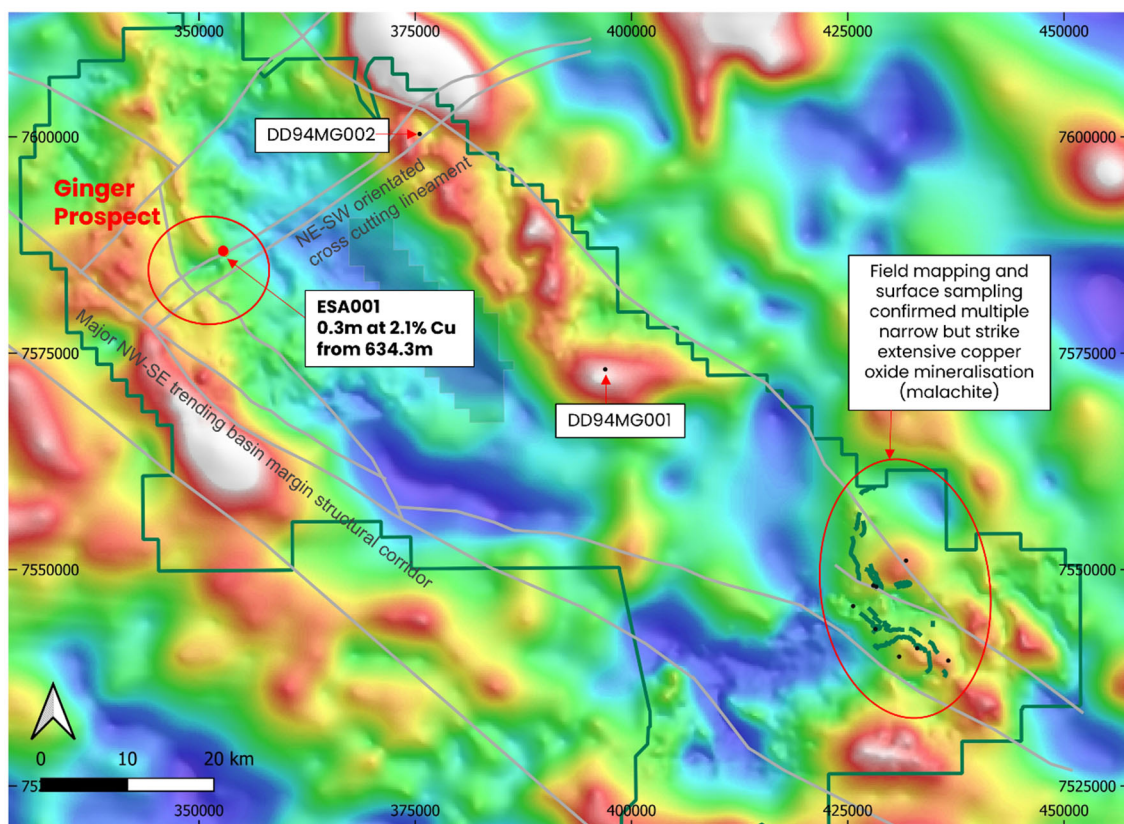 350000
375000
400000
425000
450000
7600000
7600000
DD94MG002
Ginger
Prospect
NE-SW orientated
cross cutting lineament
ESA001
0.3m at 2.1% Cu
from 634.3m
Field mapping and
surface sampling
confirmed multiple
narrow but strike
extensive copper
oxide mineralisation
(malachite)
7575000
7575000
Major NW-SE trending basin margin structural corridor
DD94MG001
7550000
7550000
0
10
20 km
7525000
350000
375000
400000
425000
450000